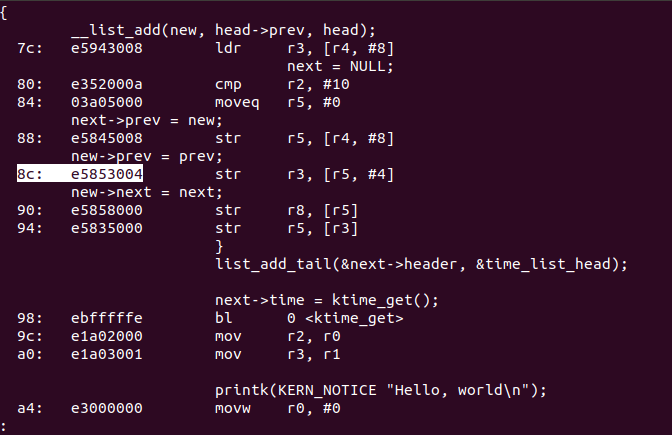 {
__list_add(new, head->prev, head);
7c: e5943008 ldr r3, [r4, #8]
next = NULL;
80: e352000a cmp r2, #10
84: 03a05000 moveq r5, #0
next->prev = new;
88: e5845008 str r5, [r4, #8]
new->prev = prev;
8c: e5853004 str r3, [r5, #4]
new->next = next;
90: e5858000 str r8, [r5]
94: e5835000 str r5, [r3]
}
list_add_tail(&next->header, &time_list_head);
next->time = ktime_get();
98: ebfffffe bl 0 <ktime_get>
9c: e1a02000 mov r2, r0
a0: e1a03001 mov r3, r1
printk(KERN_NOTICE "Hello, world\n");
a4: e3000000 movw r0, #0
: